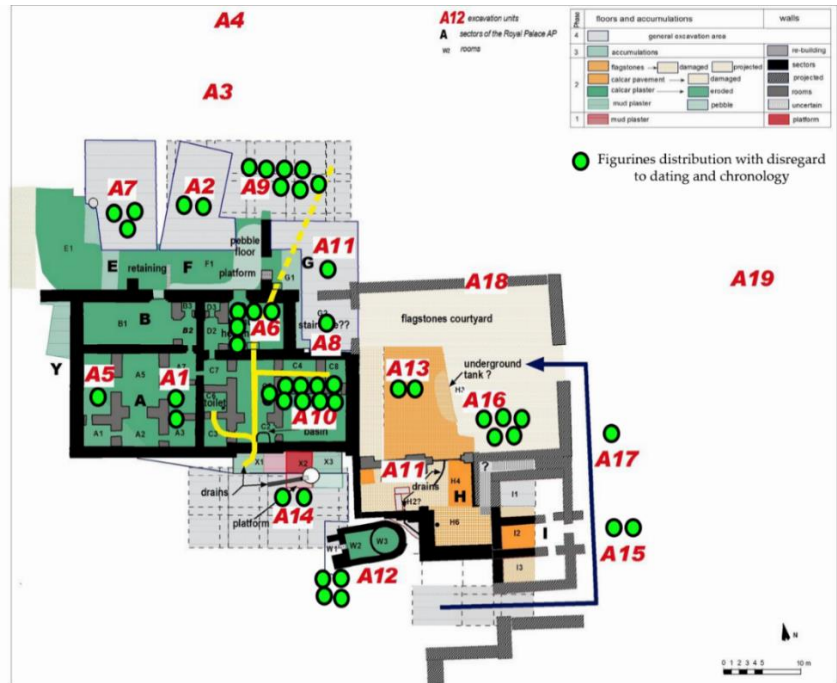 A4
A3
A12 excavation units
A sectors of the Royal Palace AP
W1 rooms
Phase
floors and accumulations
walls
4
general excavation area
3
accumulations
re-building
2
flagstones
damaged
projected
sectors
calcar pavement
damaged
projected
calcar plaster
eroded
rooms
mud plaster
pebble
uncertain
1
mud plaster
platform
Figurines distribution with disregard
to dating and chronology
A7
A2
A9
A11
A18
A19
E1
E
retaining
F
F1
pebble
floor
platform
G
G1
flagstones courtyard
B
B1
B2
B3
D3
D2
A6
stair
??
A8
Y
A5
A5
A1
A
A1
A2
A3
C7
C6
toilet
C3
C4
C8
A10
C2
basin
A13
underground
tank ?
A16
A17
A11
drains
H2?
H4
H
H6
?
I1
I2
I3
I
A15
X1
X2
X3
drains
platform
A14
W1
W2
W3
A12
N
0 1 2 3 4 5
10 m